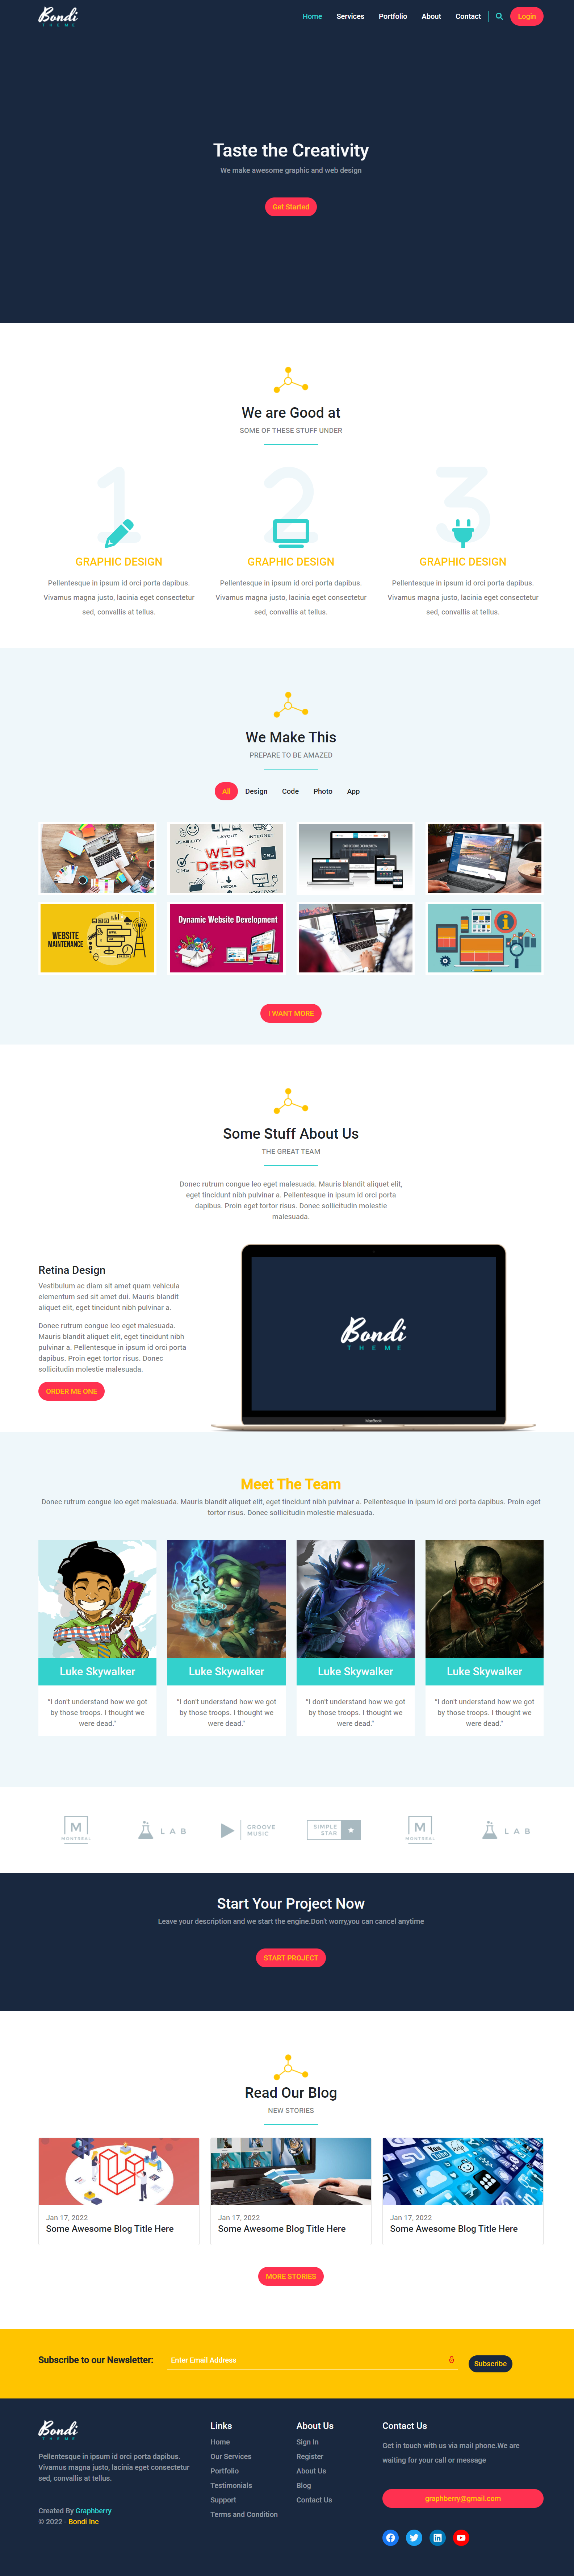 Bondi
THEME
Home Services Portfolio About Contact Login
Taste the Creativity
We make awesome graphic and web design
Get Started
We are Good at
SOME OF THESE STUFF UNDER
1 2 3
GRAPHIC DESIGN
Pellentesque in ipsum id orci porta dapibus.
Vivamus magna justo, lacinia eget consectetur
sed, convallis at tellus.
GRAPHIC DESIGN
Pellentesque in ipsum id orci porta dapibus.
Vivamus magna justo, lacinia eget consectetur
sed, convallis at tellus.
GRAPHIC DESIGN
Pellentesque in ipsum id orci porta dapibus.
Vivamus magna justo, lacinia eget consectetur
sed, convallis at tellus.
We Make This
PREPARE TO BE AMAZED
All Design Code Photo App
LAYOUT
INTERNET
USABILITY
WEB
DESIGN
CSS
MEDIA
HOMEPAGE
WEBSITE
MAINTENANCE
Dynamic Website Development
I WANT MORE
Some Stuff About Us
THE GREAT TEAM
Donec rutrum congue leo eget malesuada. Mauris blandit aliquet elit,
eget tincidunt nibh pulvinar a. Pellentesque in ipsum id orci porta
dapibus. Proin eget tortor risus. Donec sollicitudin molestie
malesuada.
Retina Design
Vestibulum ac diam sit amet quam vehicula
elementum sed sit amet dui. Mauris blandit
aliquet elit, eget tincidunt nibh pulvinar a.
Donec rutrum congue leo eget malesuada.
Mauris blandit aliquet elit, eget tincidunt nibh
pulvinar a. Pellentesque in ipsum id orci porta
dapibus. Proin eget tortor risus. Donec
sollicitudin molestie malesuada.
ORDER ME ONE
Bondi
THEME
MacBook
Meet The Team
Donec rutrum congue leo eget malesuada. Mauris blandit aliquet elit, eget tincidunt nibh pulvinar a. Pellentesque in ipsum id orci porta dapibus. Proin eget
tortor risus. Donec sollicitudin molestie malesuada.
Luke Skywalker
"I don't understand how we got
by those troops. I thought we
were dead."
Luke Skywalker
"I don't understand how we got
by those troops. I thought we
were dead."
Luke Skywalker
"I don't understand how we got
by those troops. I thought we
were dead."
Luke Skywalker
"I don't understand how we got
by those troops. I thought we
were dead."
M
MONTREAL
LAB
GROOVE
MUSIC
SIMPLE
STAR
M
MONTREAL
LAB
Start Your Project Now
Leave your description and we start the engine.Don't worry,you can cancel anytime
START PROJECT
Read Our Blog
NEW STORIES
Jan 17, 2022
Some Awesome Blog Title Here
Jan 17, 2022
Some Awesome Blog Title Here
You
Jan 17, 2022
Some Awesome Blog Title Here
MORE STORIES
Subscribe to our Newsletter:
Enter Email Address
Subscribe
Bondi
THEME
Pellentesque in ipsum id orci porta dapibus.
Vivamus magna justo, lacinia eget consectetur
sed, convallis at tellus.
Created By Graphberry
© 2022 - Bondi Inc
Links
Home
Our Services
Portfolio
Testimonials
Support
Terms and Condition
About Us
Sign In
Register
About Us
Blog
Contact Us
Contact Us
Get in touch with us via mail phone.We are
waiting for your call or message
graphberry@gmail.com